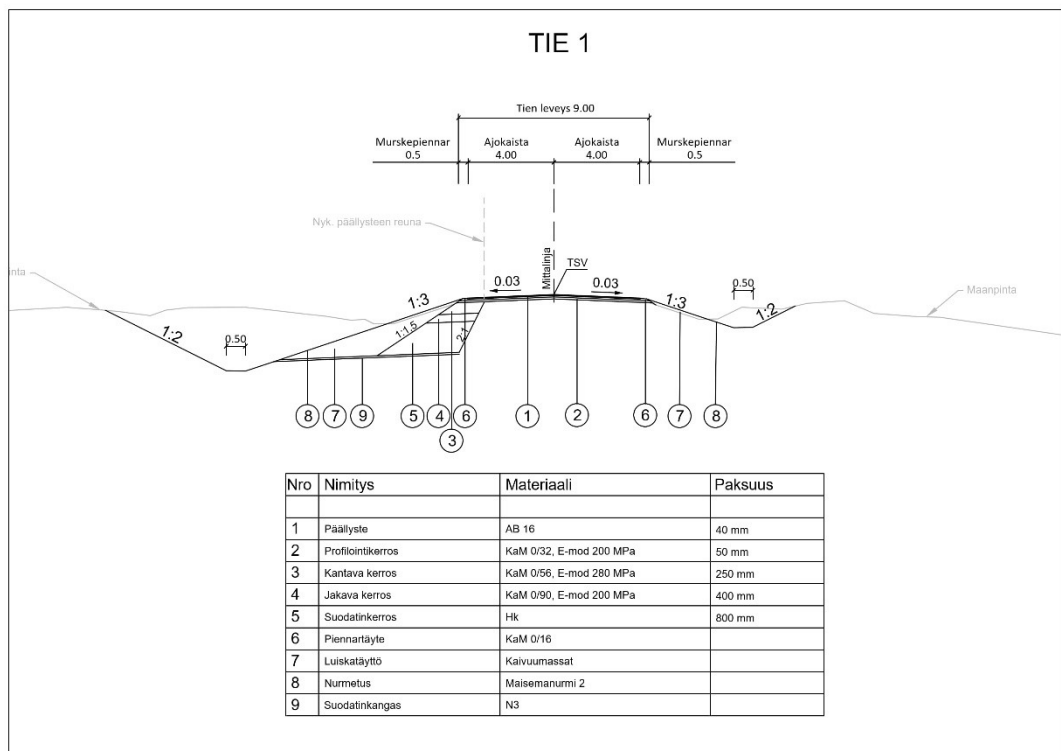 TIE 1
Tien leveys 9.00
Murskepiennar Ajokaista Ajokaista Murskepiennar
0.5 4.00 4.00 0.5
Nyk. päällysteen reuna
Mittalinja
TSV
inta
0.03 0.03
0.50
Maanpinta
1:3 1:3
1:2 1:2
0.50
1:1.5
2:1
8 7 9 5 4 6 1 2 6 7 8
3
Nro Nimitys Materiaali Paksuus
1 Päällyste AB 16 40 mm
2 Profilointikerros KaM 0/32, E-mod 200 MPa 50 mm
3 Kantava kerros KaM 0/56, E-mod 280 MPa 250 mm
4 Jakava kerros KaM 0/90, E-mod 200 MPa 400 mm
5 Suodatinkerros Hk 800 mm
6 Piennartäyte KaM 0/16
7 Luiskatäyttö Kaivuumassat
8 Nurmetus Maisemanurmi 2
9 Suodatinkangas N3